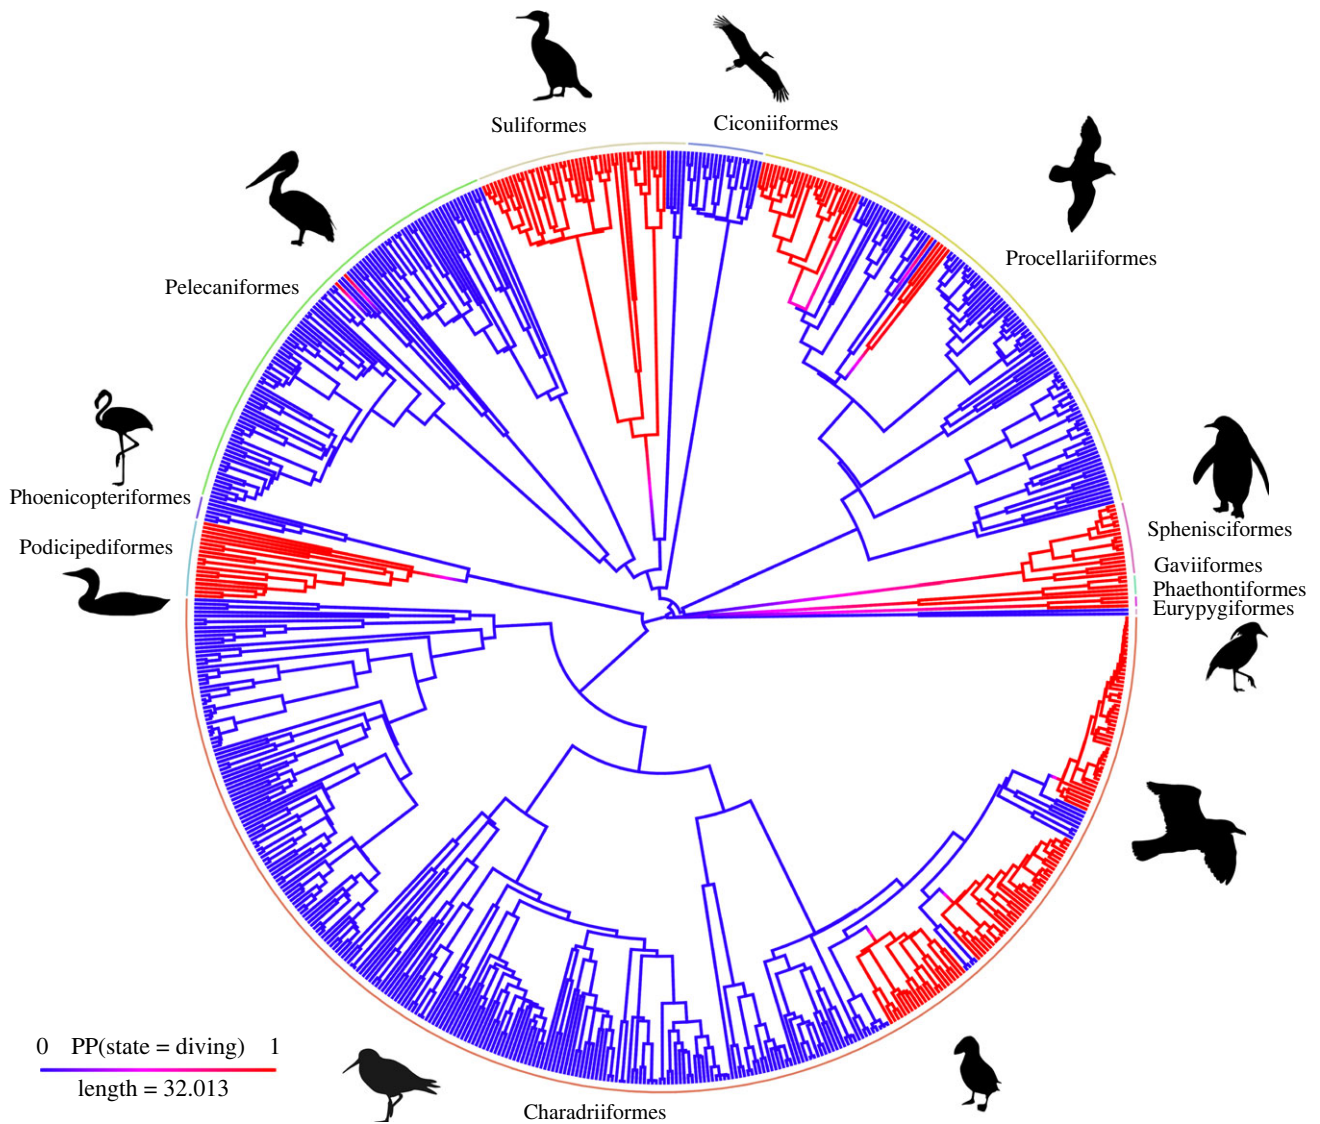 Suliformes
Ciconiiformes
Procellariiformes
Pelecaniformes
Phoenicopteriformes
Podicipediformes
Sphenisciformes
Gaviiformes
Phaethontiformes
Eurypygiformes
0 PP(state = diving) 1
length = 32.013
Charadriiformes